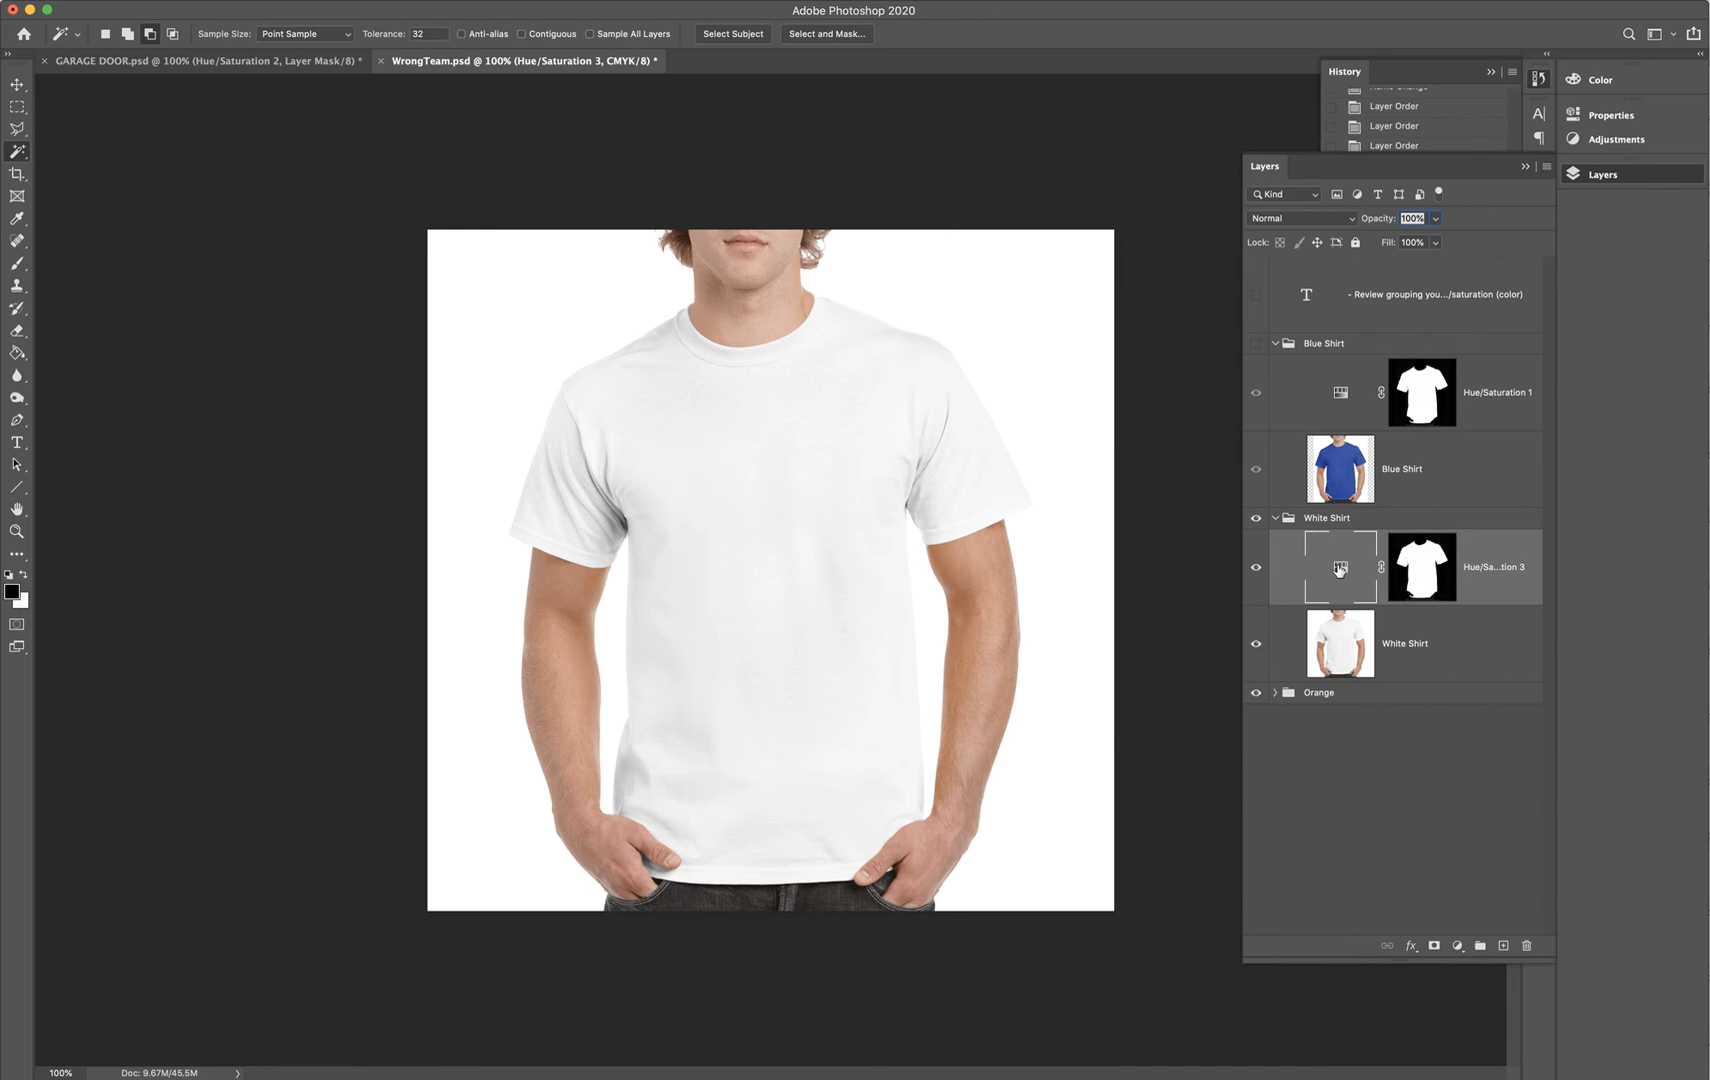 Adobe Photoshop 2020
Sample Size: Point Sample Tolerance: 32 Anti-alias Contiguous Sample All Layers Select Subject Select and Mask...
GARAGE DOOR.psd @ 100% (Hue/Saturation 2, Layer Mask/8) * WrongTeam.psd @ 100% (Hue/Saturation 3, CMYK/8) *
History
Layer Order
Layer Order
Layer Order
Color
Properties
Adjustments
Layers
Layers
Kind
Normal Opacity: 100%
Lock: Fill: 100%
- Review grouping you.../saturation (color)
Blue Shirt
Hue/Saturation 1
Blue Shirt
White Shirt
Hue/Sa...tion 3
White Shirt
Orange
fx
100% Doc: 9.67M/45.5M